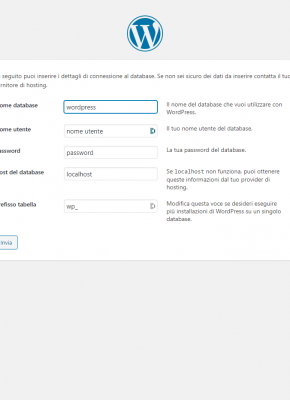 seguito puoi inserire i dettagli di connessione al database. Se non sei sicuro dei dati da inserire contatta il tuo
ornitore di hosting.
ome database
wordpress
Il nome del database che vuoi utilizzare con
WordPress.
ome utente
nome utente
Il tuo nome utente del database.
assword
password
La tua password del database.
ost del database
localhost
Se localhost non funziona, puoi ottenere
queste informazioni dal tuo provider di
hosting.
refisso tabella
wp_
Modifica questa voce se desideri eseguire
più installazioni di WordPress su un singolo
database.
Invia